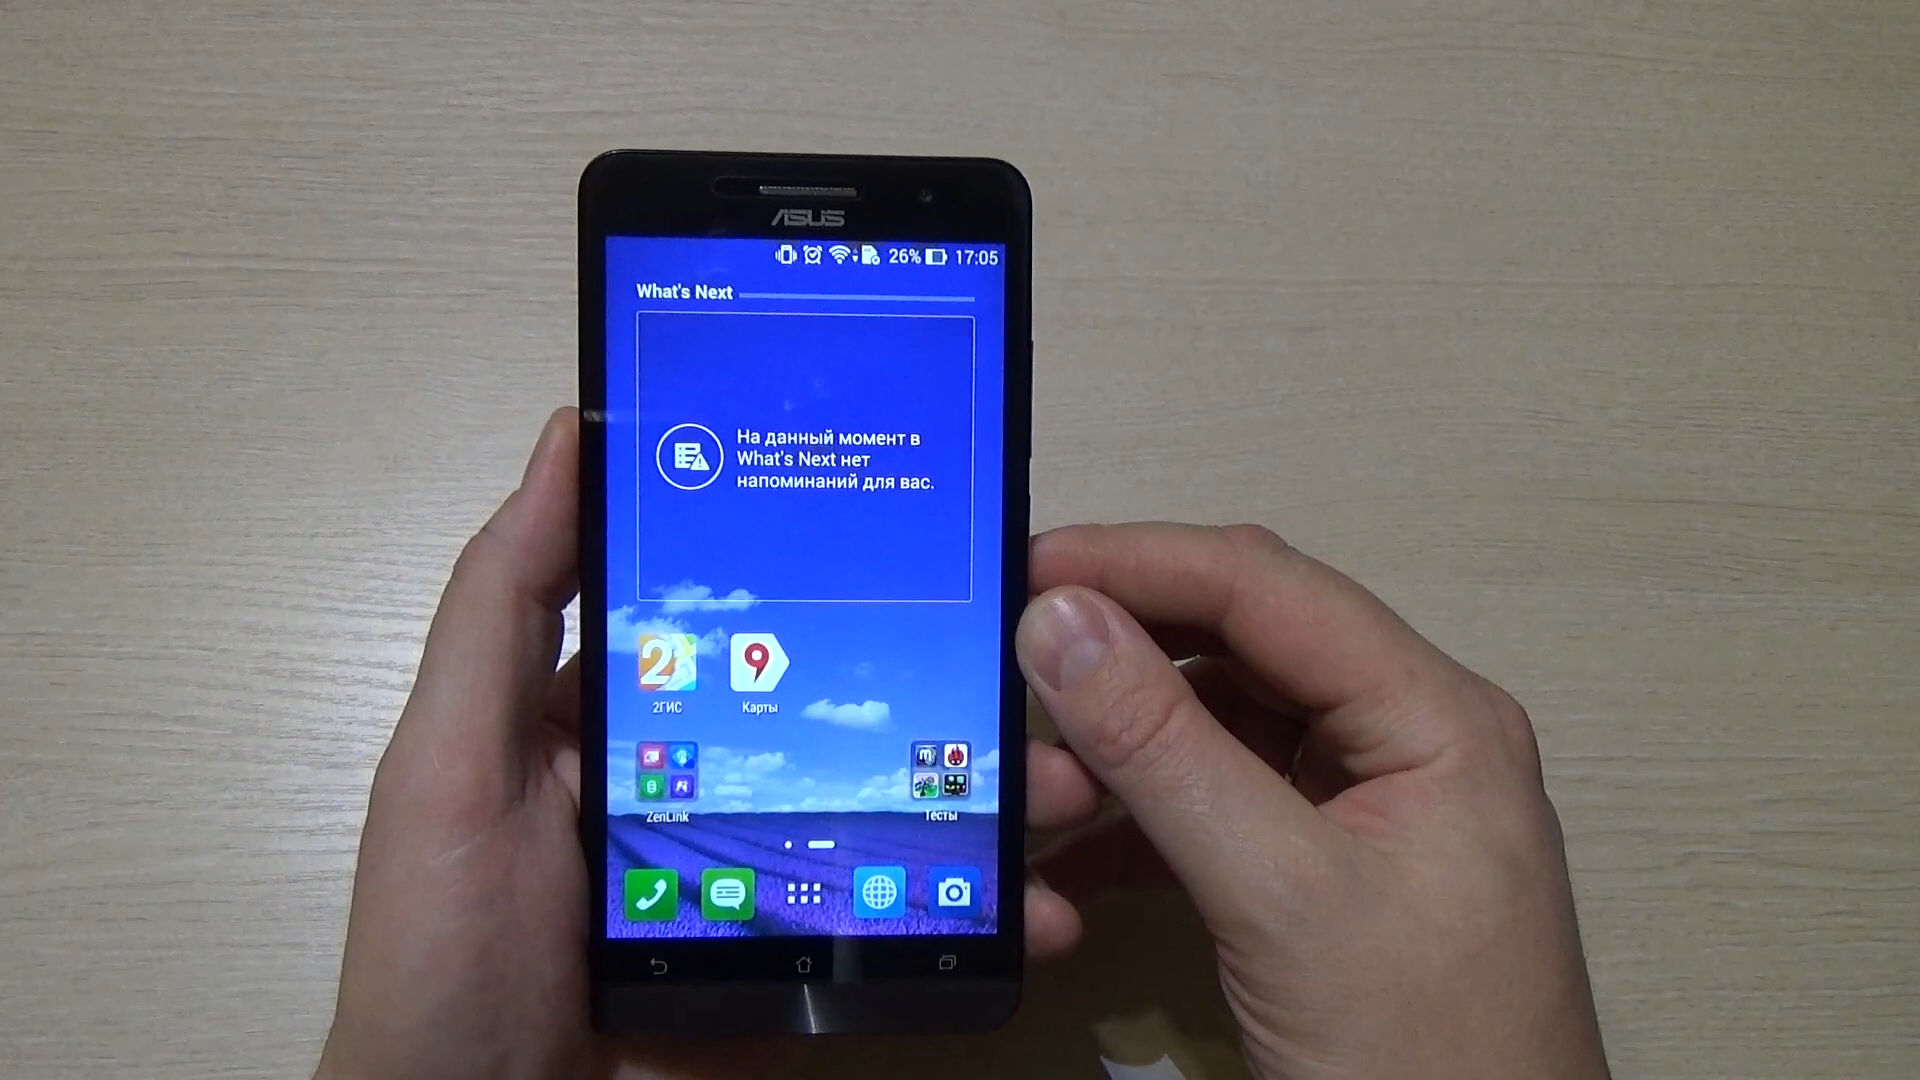 ASUS
26% 17:05
What's Next
На данный момент в
What's Next нет
напоминаний для вас.
2
2ГИС Карты
ZenLink Тесты